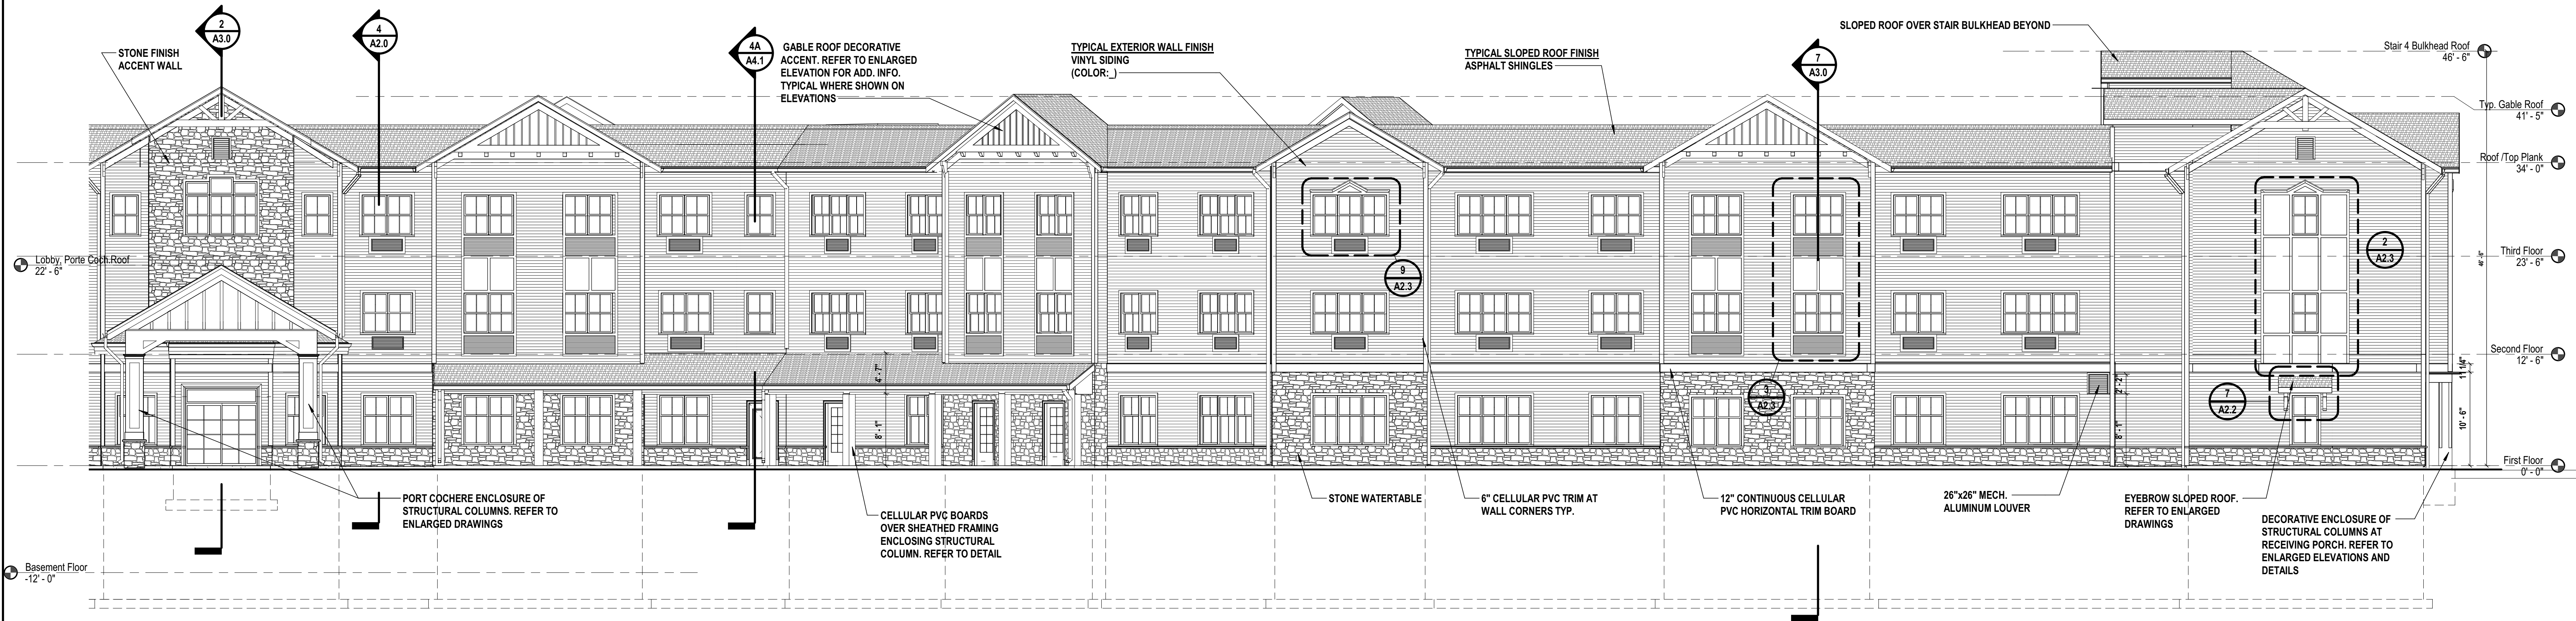 2
A3.0
STONE FINISH
ACCENT WALL
4
A2.0
4A
A4.1
GABLE ROOF DECORATIVE
ACCENT. REFER TO ENLARGED
ELEVATION FOR ADD. INFO.
TYPICAL WHERE SHOWN ON
ELEVATIONS
TYPICAL EXTERIOR WALL FINISH
VINYL SIDING
(COLOR:_)
TYPICAL SLOPED ROOF FINISH
ASPHALT SHINGLES
7
A3.0
SLOPED ROOF OVER STAIR BULKHEAD BEYOND
Stair 4 Bulkhead Roof
46' - 6"
Typ. Gable Roof
41' - 5"
Roof /Top Plank
34' - 0"
Lobby, Porte Coch.Roof
22' - 6"
9
A2.3
2
A2.3
Third Floor
23' - 6"
Second Floor
12' - 6"
4' - 7"
8' - 1"
3
A2.3
2' - 2"
8' - 1"
7
A2.2
11 1/4"
10' - 6"
First Floor
0' - 0"
PORT COCHERE ENCLOSURE OF
STRUCTURAL COLUMNS. REFER TO
ENLARGED DRAWINGS
CELLULAR PVC BOARDS
OVER SHEATHED FRAMING
ENCLOSING STRUCTURAL
COLUMN. REFER TO DETAIL
STONE WATERTABLE
6" CELLULAR PVC TRIM AT
WALL CORNERS TYP.
12" CONTINUOUS CELLULAR
PVC HORIZONTAL TRIM BOARD
26"x26" MECH.
ALUMINUM LOUVER
EYEBROW SLOPED ROOF.
REFER TO ENLARGED
DRAWINGS
DECORATIVE ENCLOSURE OF
STRUCTURAL COLUMNS AT
RECEIVING PORCH. REFER TO
ENLARGED ELEVATIONS AND
DETAILS
Basement Floor
-12' - 0"